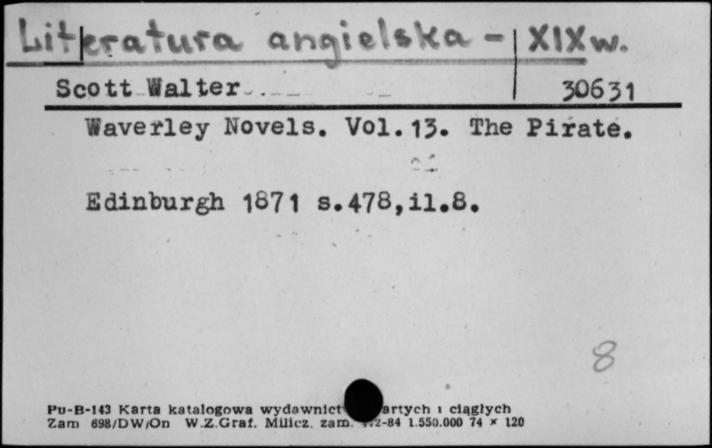 Literatura angielska - XIX w.
Scott Walter 30631
Waverley Novels. Vol.13. The Pirate.
Edinburgh 1871 s.478,il.8.
8
Pu-B-143 Karta katalogowa wydawnict artych i ciągłych
Zam 698/DW/On W.Z.Graf. Milicz. zam. 2-84 1.550.000 74 × 120